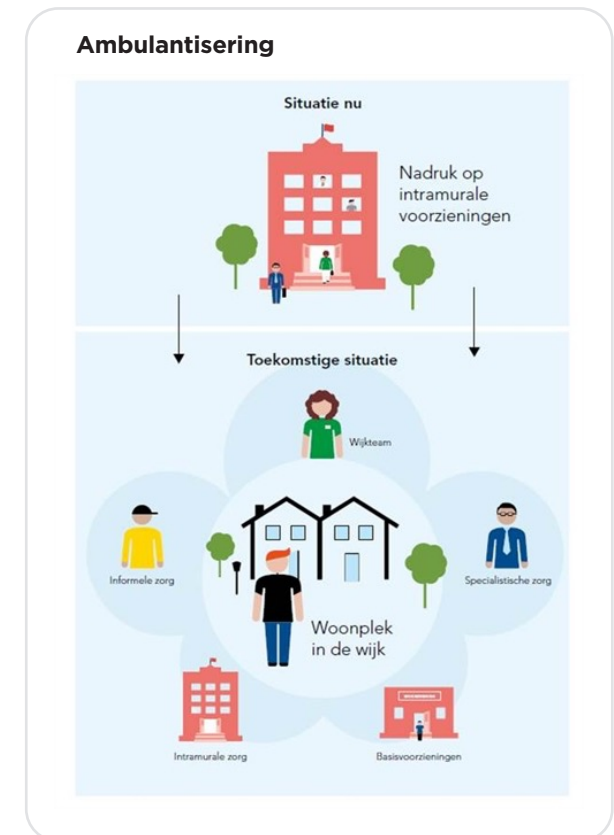 Ambulantisering
Situatie nu
Nadruk op
intramurale
voorzieningen
Toekomstige situatie
Wijkteam
Informele zorg
Specialistische zorg
Woonplek
in de wijk
Intramurale zorg
Basisvoorzieningen